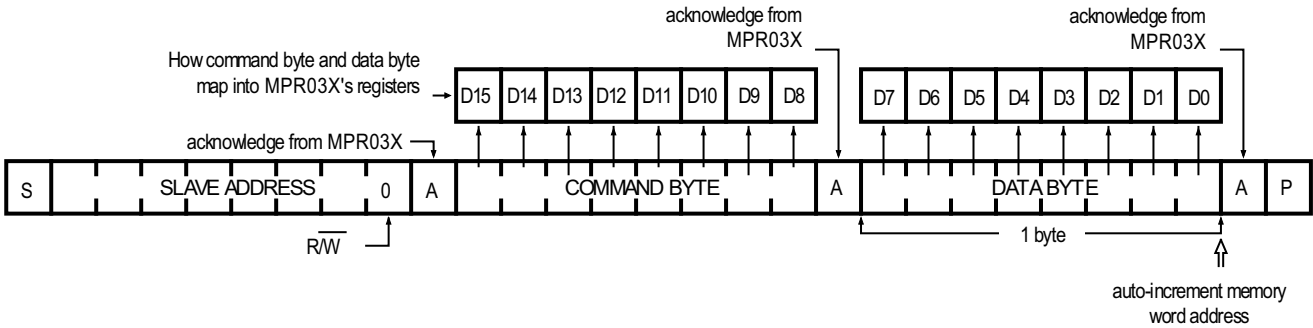 acknowledge from
MPR03X
acknowledge from
MPR03X
How command byte and data byte
map into MPR03X's registers
D15 D14 D13 D12 D11 D10 D9 D8
D7 D6 D5 D4 D3 D2 D1 D0
acknowledge from MPR03X
S SLAVE ADDRESS 0 A COMMAND BYTE A DATA BYTE A P
R/W
1 byte
auto-increment memory
word address